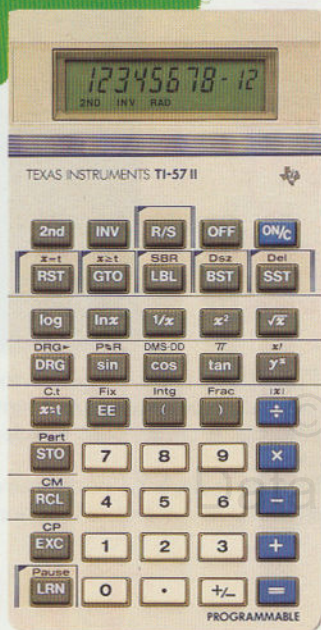 12345678-12
2ND INV RAD
TEXAS INSTRUMENTS TI-57 II
2nd INV R/S OFF ON/C
x=t x≥t SBR Dsz Del
RST GTO LBL BST SST
log lnx 1/x x² √x
DRG► P⇄R DMS-DD π x!
DRG sin cos tan yˣ
C.t Fix Intg Frac |x|
x⇄t EE ( ) ÷
Part
STO 7 8 9 ×
CM
RCL 4 5 6 −
CP
EXC 1 2 3 +
Pause
LRN 0 . +/− =
PROGRAMMABLE
©
Data